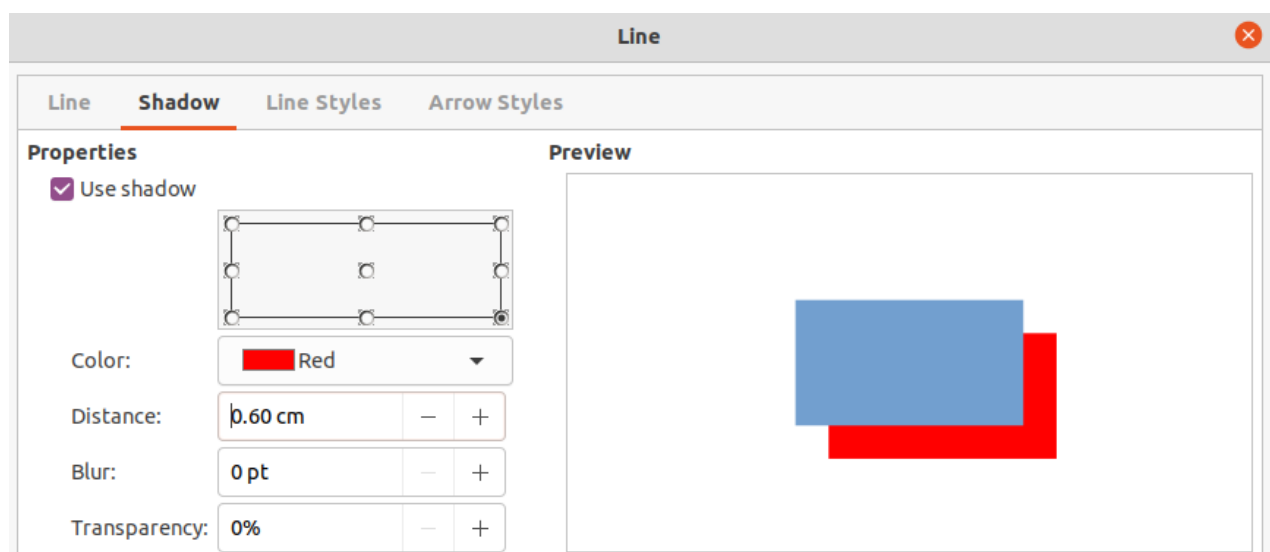 Line
Line Shadow Line Styles Arrow Styles
Properties
Use shadow
Color: Red
Distance: 0.60 cm
Blur: 0 pt
Transparency: 0%
Preview